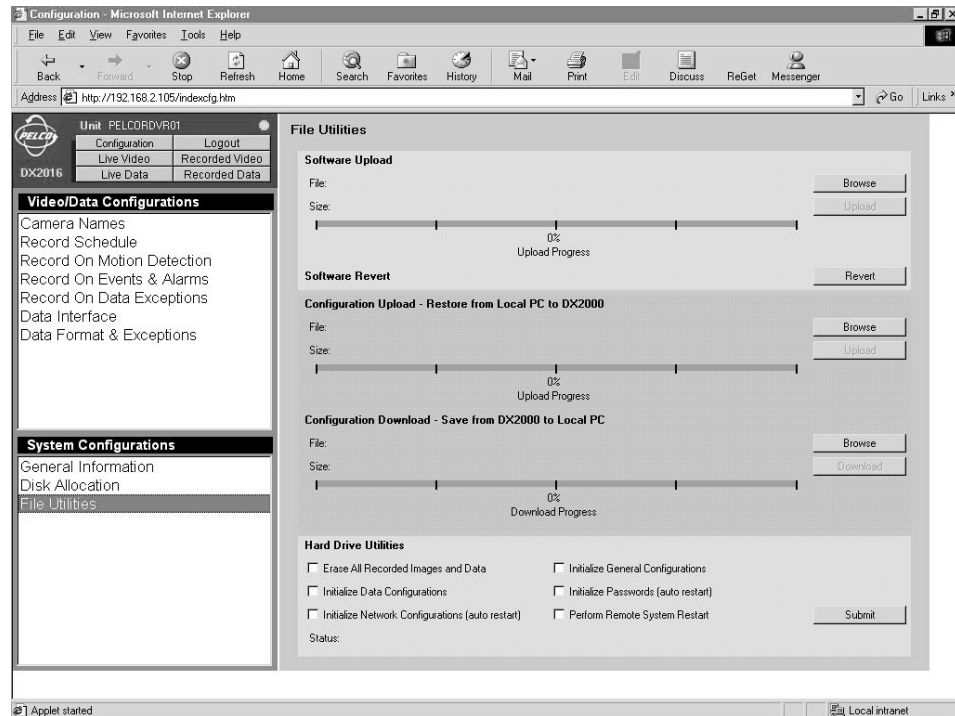 Configuration - Microsoft Internet Explorer
File Edit View Favorites Tools Help
Back Forward Stop Refresh Home Search Favorites History Mail Print Edit Discuss ReGet Messenger
Address http://192.168.2.105/indexcfg.htm Go Links »
PELCO
DX2016
Unit PELCORDVR01
Configuration Logout
Live Video Recorded Video
Live Data Recorded Data
Video/Data Configurations
Camera Names
Record Schedule
Record On Motion Detection
Record On Events & Alarms
Record On Data Exceptions
Data Interface
Data Format & Exceptions
System Configurations
General Information
Disk Allocation
File Utilities
File Utilities
Software Upload
File: Browse
Size: Upload
0%
Upload Progress
Software Revert Revert
Configuration Upload - Restore from Local PC to DX2000
File: Browse
Size: Upload
0%
Upload Progress
Configuration Download - Save from DX2000 to Local PC
File: Browse
Size: Download
0%
Download Progress
Hard Drive Utilities
Erase All Recorded Images and Data Initialize General Configurations
Initialize Data Configurations Initialize Passwords (auto restart)
Initialize Network Configurations (auto restart) Perform Remote System Restart Submit
Status:
Applet started Local intranet